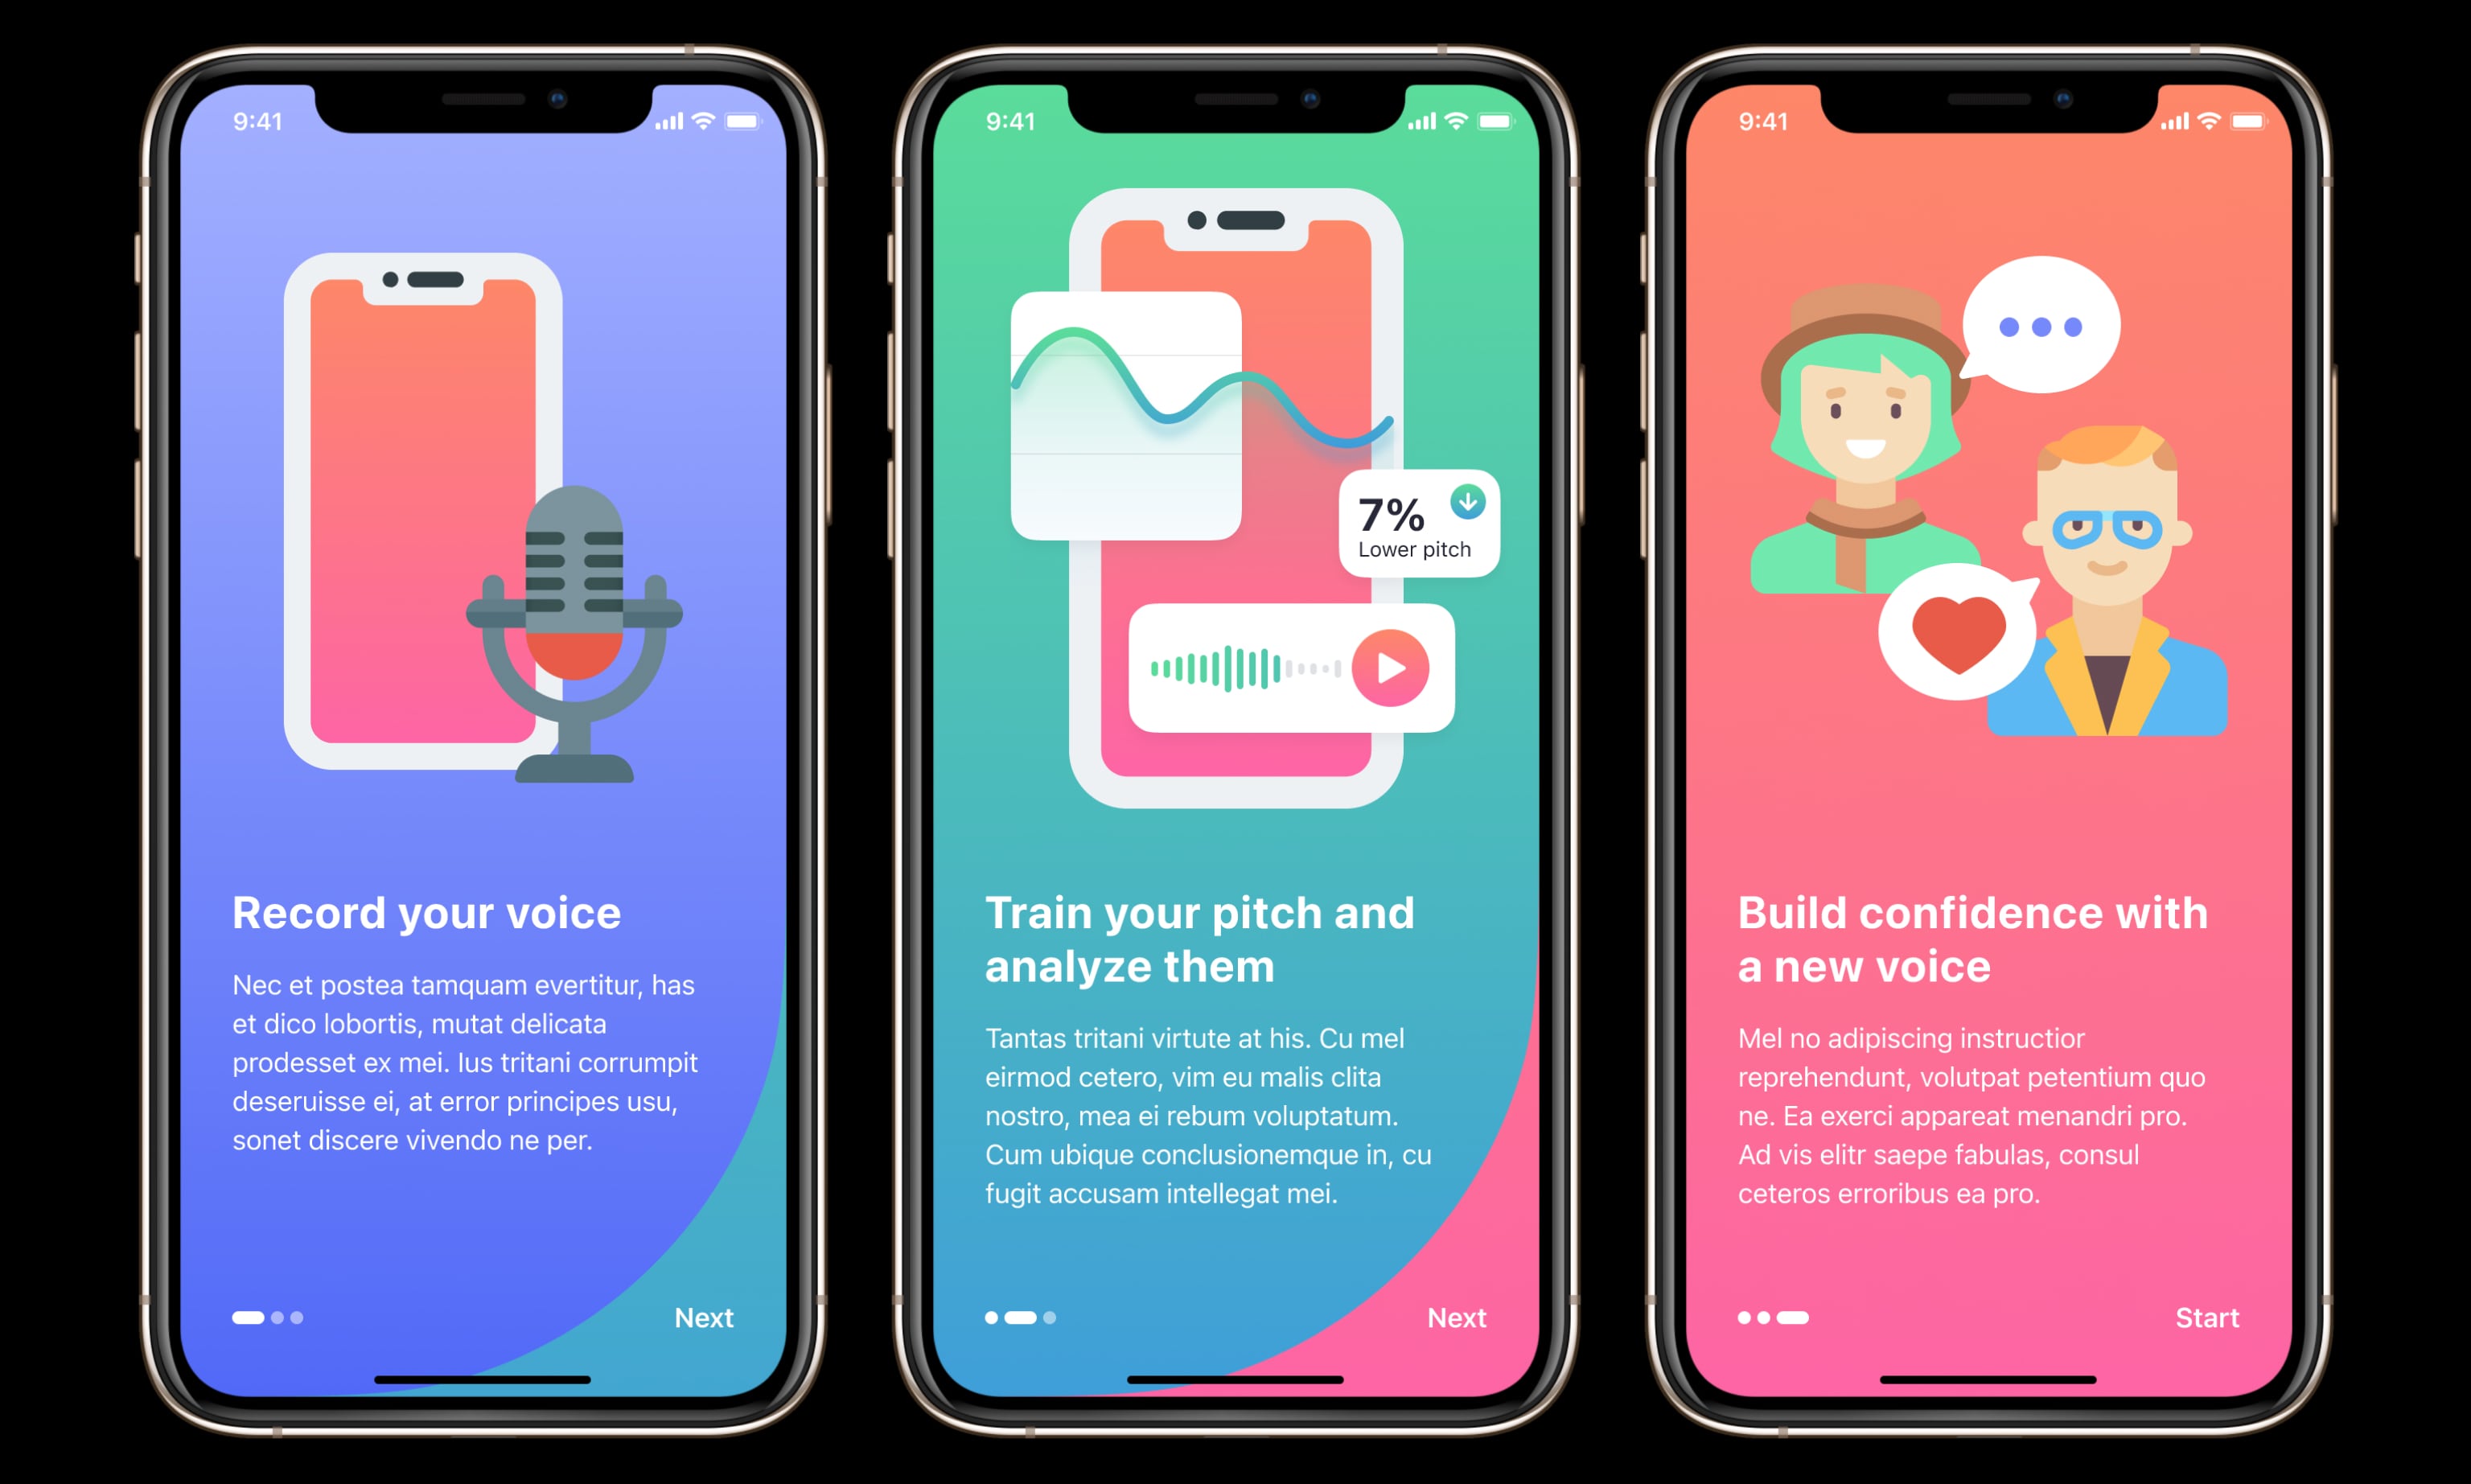 9:41
Record your voice
Nec et postea tamquam evertitur, has
et dico lobortis, mutat delicata
prodesset ex mei. Ius tritani corrumpit
deseruisse ei, at error principes usu,
sonet discere vivendo ne per.
Next
9:41
7%
Lower pitch
Train your pitch and
analyze them
Tantas tritani virtute at his. Cu mel
eirmod cetero, vim eu malis clita
nostro, mea ei rebum voluptatum.
Cum ubique conclusionemque in, cu
fugit accusam intellegat mei.
Next
9:41
Build confidence with
a new voice
Mel no adipiscing instructior
reprehendunt, volutpat petentium quo
ne. Ea exerci appareat menandri pro.
Ad vis elitr saepe fabulas, consul
ceteros erroribus ea pro.
Start